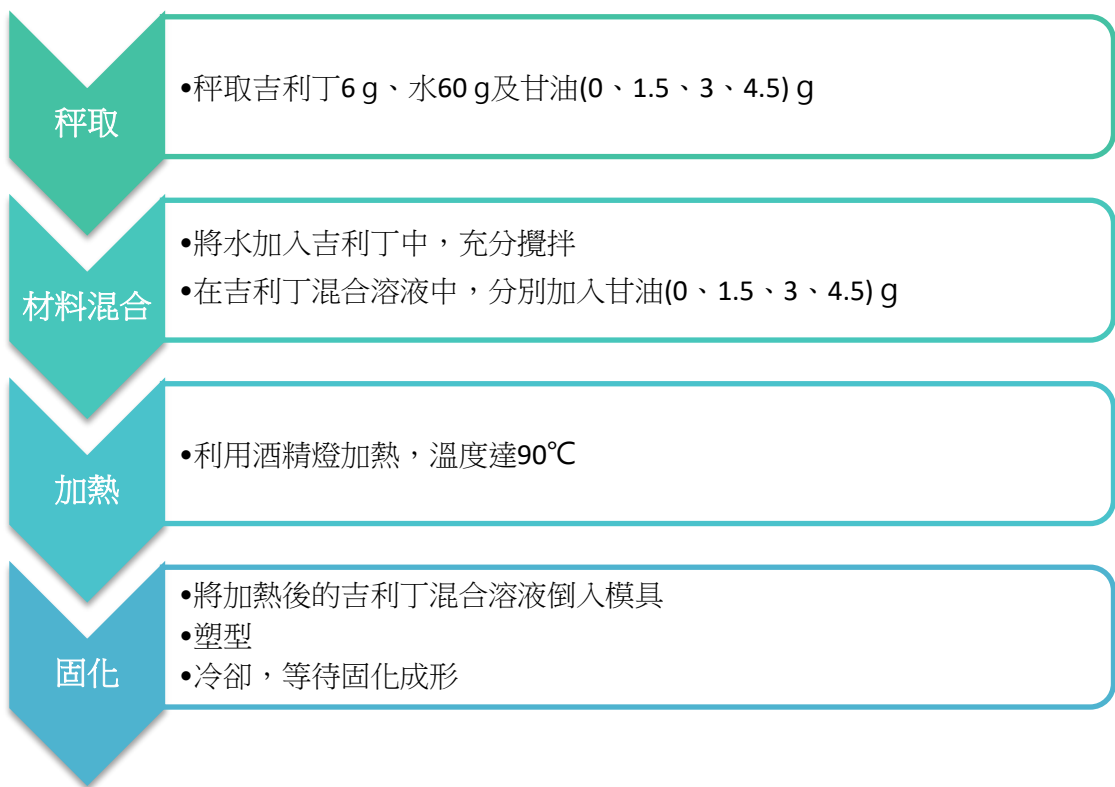 秤取
•秤取吉利丁6 g、水60 g及甘油(0、1.5、3、4.5) g
材料混合
•將水加入吉利丁中，充分攪拌
•在吉利丁混合溶液中，分別加入甘油(0、1.5、3、4.5) g
加熱
•利用酒精燈加熱，溫度達90℃
固化
•將加熱後的吉利丁混合溶液倒入模具
•塑型
•冷卻，等待固化成形